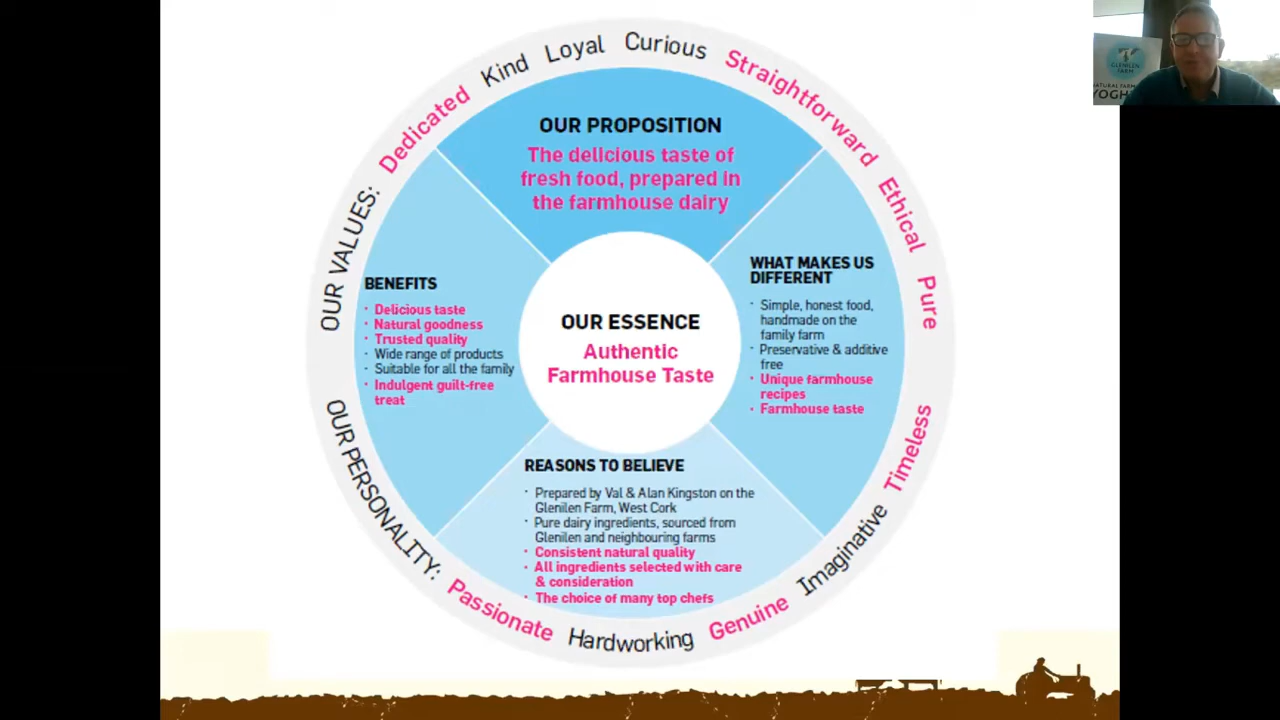 OUR VALUES: Dedicated Kind Loyal Curious Straightforward Ethical Pure
OUR PROPOSITION
The delicious taste of
fresh food, prepared in
the farmhouse dairy
BENEFITS
· Delicious taste
· Natural goodness
· Trusted quality
· Wide range of products
· Suitable for all the family
· Indulgent guilt-free
treat
OUR ESSENCE
Authentic
Farmhouse Taste
WHAT MAKES US
DIFFERENT
· Simple, honest food,
handmade on the
family farm
· Preservative & additive
free
· Unique farmhouse
recipes
· Farmhouse taste
REASONS TO BELIEVE
· Prepared by Val & Alan Kingston on the
Glenilen Farm, West Cork
· Pure dairy ingredients, sourced from
Glenilen and neighbouring farms
· Consistent natural quality
· All ingredients selected with care
& consideration
· The choice of many top chefs
OUR PERSONALITY: Passionate Hardworking Genuine Imaginative Timeless
GLENILEN
FARM
NATURAL FARM
YOGH